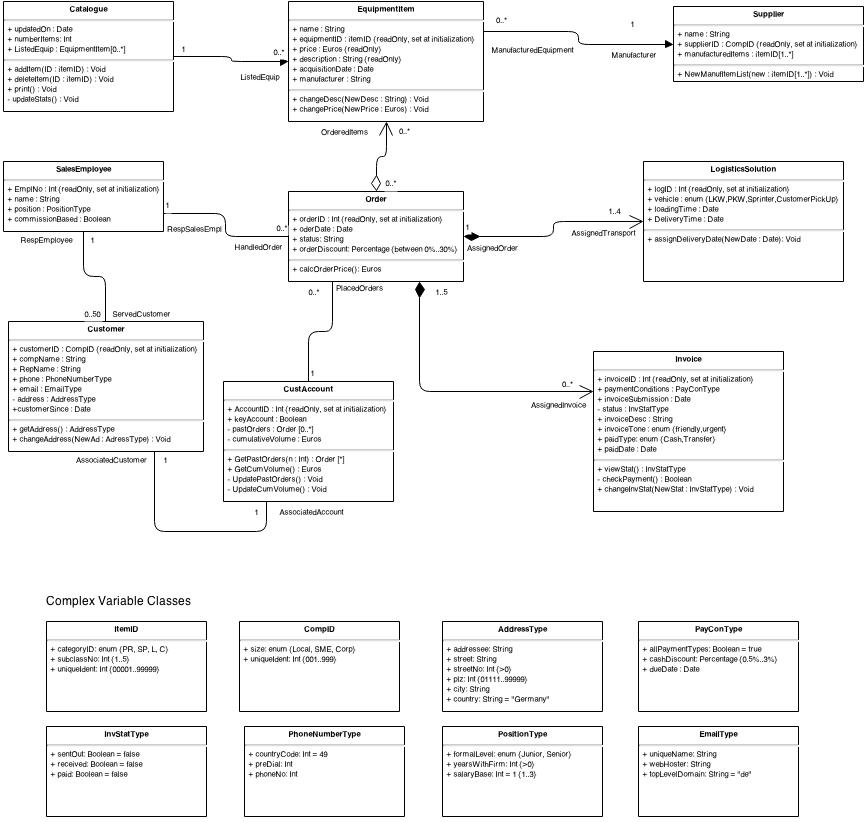 Catalogue
+ updatedOn : Date
+ numberItems: Int
+ ListedEquip : EquipmentItem[0..*]
+ addItem(ID : itemID) : Void
+ deleteItem(ID : itemID) : Void
+ print() : Void
- updateStats() : Void
1
0..*
ListedEquip
EquipmentItem
+ name : String
+ equipmentID : itemID (readOnly, set at initialization)
+ price : Euros (readOnly)
+ description : String (readOnly)
+ acquisitionDate : Date
+ manufacturer : String
+ changeDesc(NewDesc : String) : Void
+ changePrice(NewPrice : Euros) : Void
0..*
1
ManufacturedEquipment
Manufacturer
Supplier
+ name : String
+ supplierID : CompID (readOnly, set at initialization)
+ manufacturedItems : itemID[1..*]
+ NewManufItemList(new : itemID[1..*]) : Void
OrderedItems
0..*
0..*
SalesEmployee
+ EmplNo : Int (readOnly, set at initialization)
+ name : String
+ position : PositionType
+ commissionBased : Boolean
1
RespSalesEmpl
0..*
HandledOrder
RespEmployee
1
0..50
ServedCustomer
Order
+ orderID : Int (readOnly, set at initialization)
+ oderDate : Date
+ status: String
+ orderDiscount: Percentage (between 0%..30%)
+ calcOrderPrice(): Euros
1
AssignedOrder
1..4
AssignedTransport
LogisticsSolution
+ logID : Int (readOnly, set at initialization)
+ vehicle : enum (LKW,PKW,Sprinter,CustomerPickUp)
+ loadingTime : Date
+ DeliveryTime : Date
+ assignDeliveryDate(NewDate : Date): Void
0..*
PlacedOrders
1..5
Customer
+ customerID : CompID (readOnly, set at initialization)
+ compName : String
+ RepName : String
+ phone : PhoneNumberType
+ email : EmailType
- address : AddressType
+customerSince : Date
+ getAddress() : AddressType
+ changeAddress(NewAd : AdressType) : Void
AssociatedCustomer
1
1
CustAccount
+ AccountID : Int (readOnly, set at initialization)
+ keyAccount : Boolean
- pastOrders : Order [0..*]
- cumulativeVolume : Euros
+ GetPastOrders(n : Int) : Order [*]
+ GetCumVolume() : Euros
- UpdatePastOrders() : Void
- UpdateCumVolume() : Void
1
AssociatedAccount
0..*
AssignedInvoice
Invoice
+ invoiceID : Int (readOnly, set at initialization)
+ paymentConditions : PayConType
+ invoiceSubmission : Date
- status : InvStatType
+ invoiceDesc : String
+ invoiceTone : enum (friendly,urgent)
+ paidType: enum (Cash,Transfer)
+ paidDate : Date
+ viewStat() : InvStatType
- checkPayment() : Boolean
+ changeInvStat(NewStat : InvStatType) : Void
Complex Variable Classes
ItemID
+ categoryID: enum (PR, SP, L, C)
+ subclassNo: Int (1..5)
+ uniqueIdent: Int (00001..99999)
CompID
+ size: enum (Local, SME, Corp)
+ uniqueIdent: Int (001..999)
AddressType
+ addressee: String
+ street: String
+ streetNo: Int (>0)
+ plz: Int (01111..99999)
+ city: String
+ country: String = "Germany"
PayConType
+ allPaymentTypes: Boolean = true
+ cashDiscount: Percentage (0.5%..3%)
+ dueDate : Date
InvStatType
+ sentOut: Boolean = false
+ received: Boolean = false
+ paid: Boolean = false
PhoneNumberType
+ countryCode: Int = 49
+ preDial: Int
+ phoneNo: Int
PositionType
+ formalLevel: enum (Junior, Senior)
+ yearsWithFirm: Int (>0)
+ salaryBase: Int = 1 (1..3)
EmailType
+ uniqueName: String
+ webHoster: String
+ topLevelDomain: String = "de"